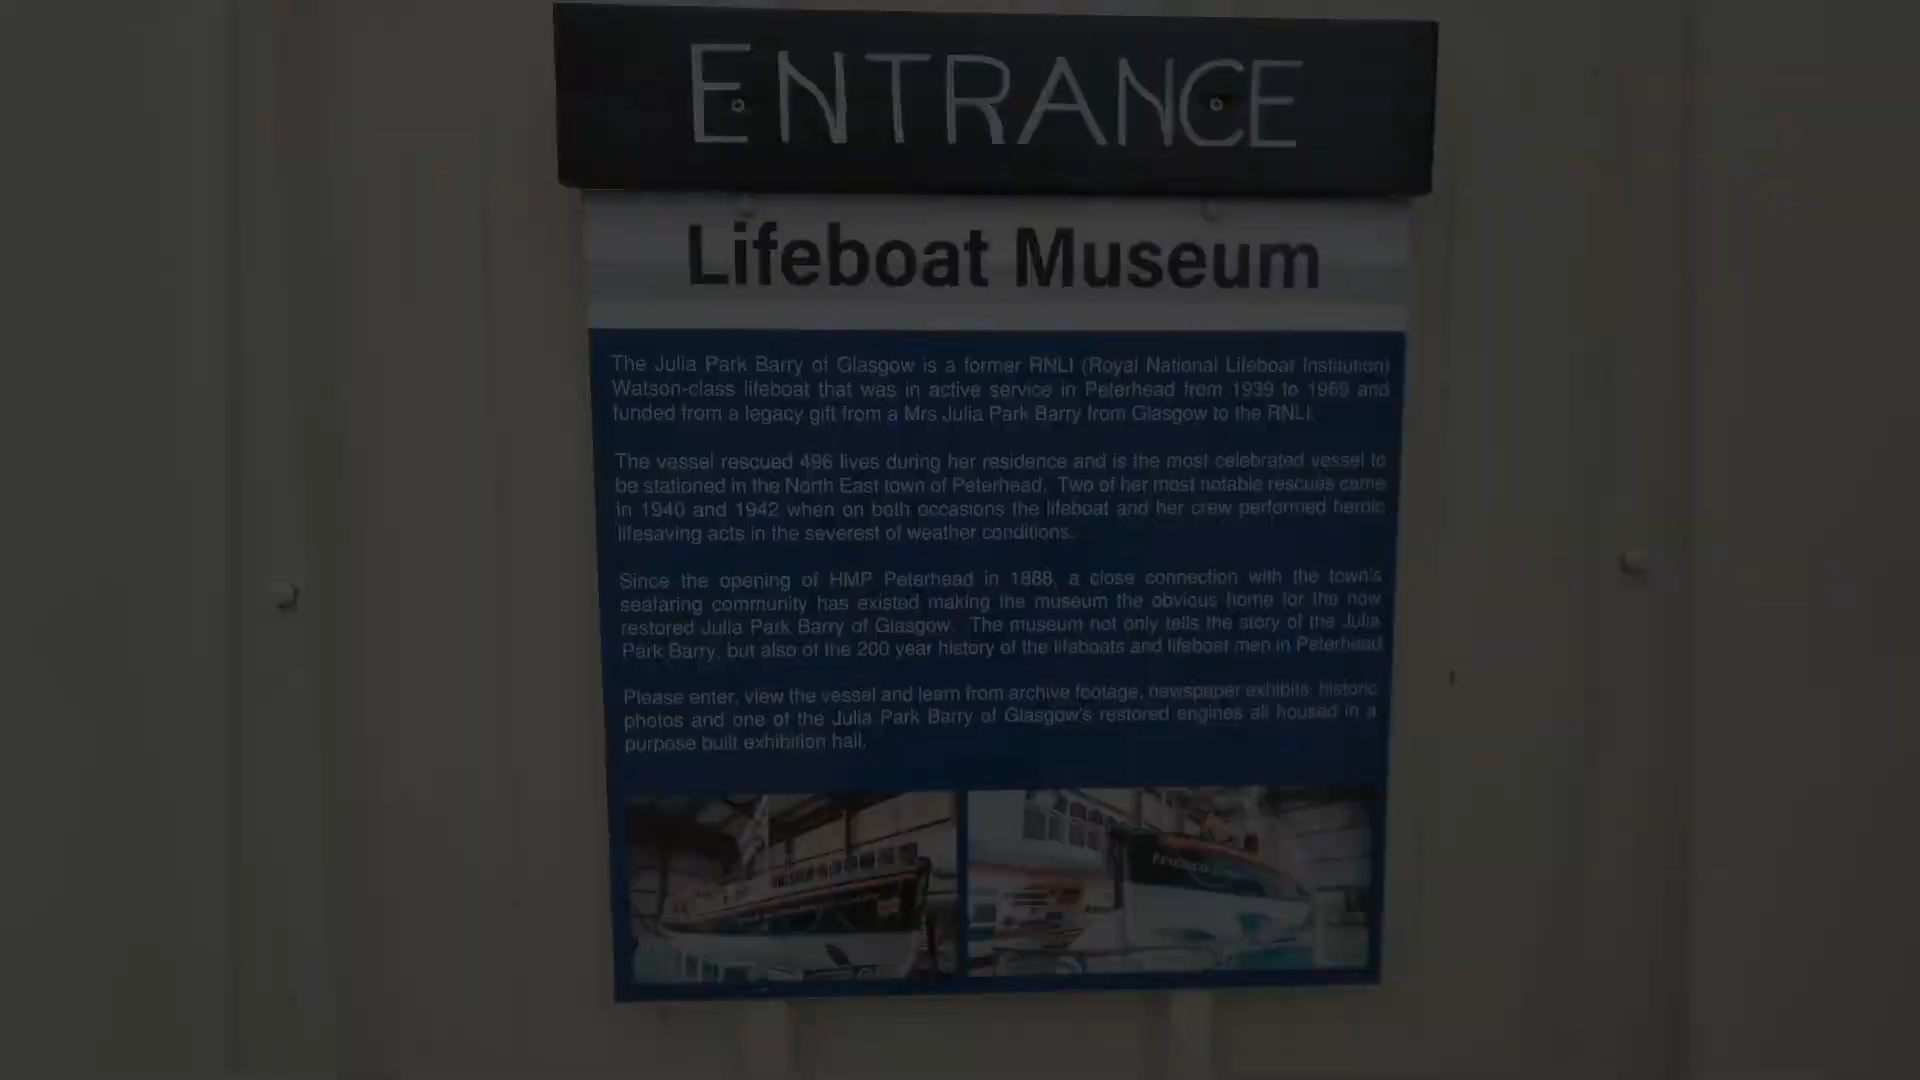 ENTRANCE
Lifeboat Museum
The Julia Park Barry of Glasgow is a former RNLI (Royal National Lifeboat Institution)
Watson-class lifeboat that was in active service in Peterhead from 1939 to 1969 and
funded from a legacy gift from a Mrs Julia Park Barry from Glasgow to the RNLI.
The vessel rescued 496 lives during her residence and is the most celebrated vessel to
be stationed in the North East town of Peterhead. Two of her most notable rescues came
in 1940 and 1942 when on both occasions the lifeboat and her crew performed heroic
lifesaving acts in the severest of weather conditions.
Since the opening of HMP Peterhead in 1888, a close connection with the town's
seafaring community has existed making the museum the obvious home for the now
restored Julia Park Barry of Glasgow. The museum not only tells the story of the Julia
Park Barry, but also of the 200 year history of the lifeboats and lifeboat men in Peterhead
Please enter, view the vessel and learn from archive footage, newspaper exhibits, historic
photos and one of the Julia Park Barry of Glasgow's restored engines all housed in a
purpose built exhibition hall.